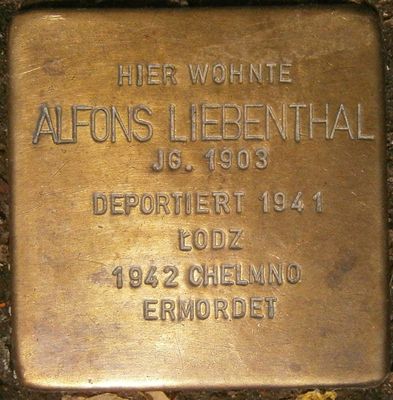 HIER WOHNTE
ALFONS LIEBENTHAL
JG. 1903
DEPORTIERT 1941
ŁODZ
1942 CHELMNO
ERMORDET